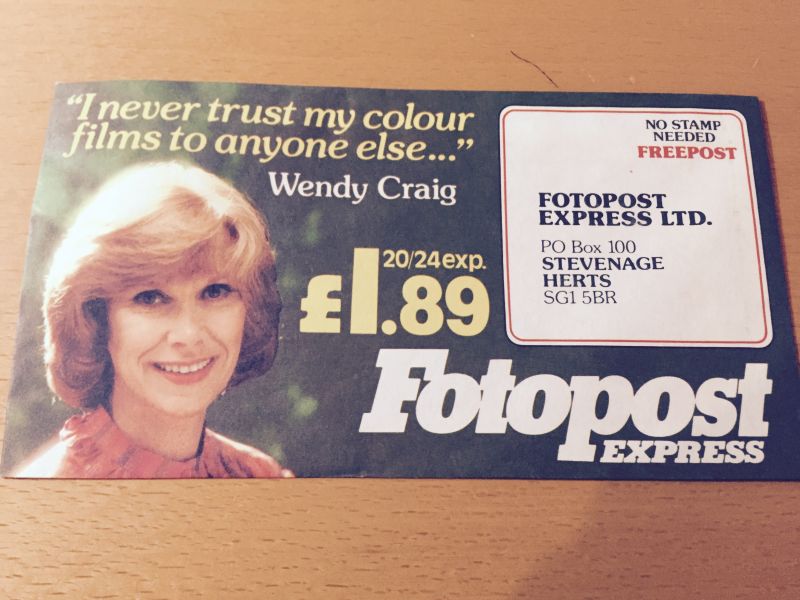 “I never trust my colour
films to anyone else...”
Wendy Craig
20/24exp.
£1.89
NO STAMP
NEEDED
FREEPOST
FOTOPOST
EXPRESS LTD.
PO Box 100
STEVENAGE
HERTS
SG1 5BR
Fotopost
EXPRESS